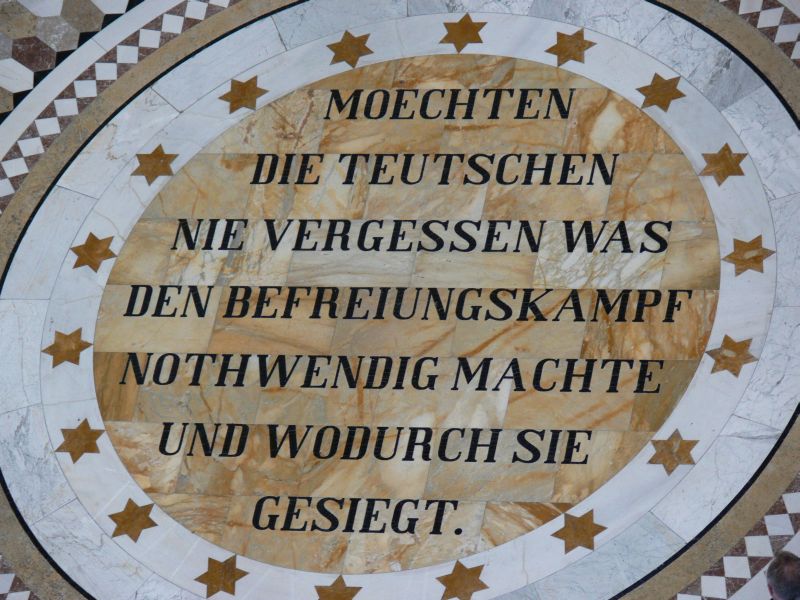 MOECHTEN
DIE TEUTSCHEN
NIE VERGESSEN WAS
DEN BEFREIUNGSKAMPF
NOTHWENDIG MACHTE
UND WODURCH SIE
GESIEGT.